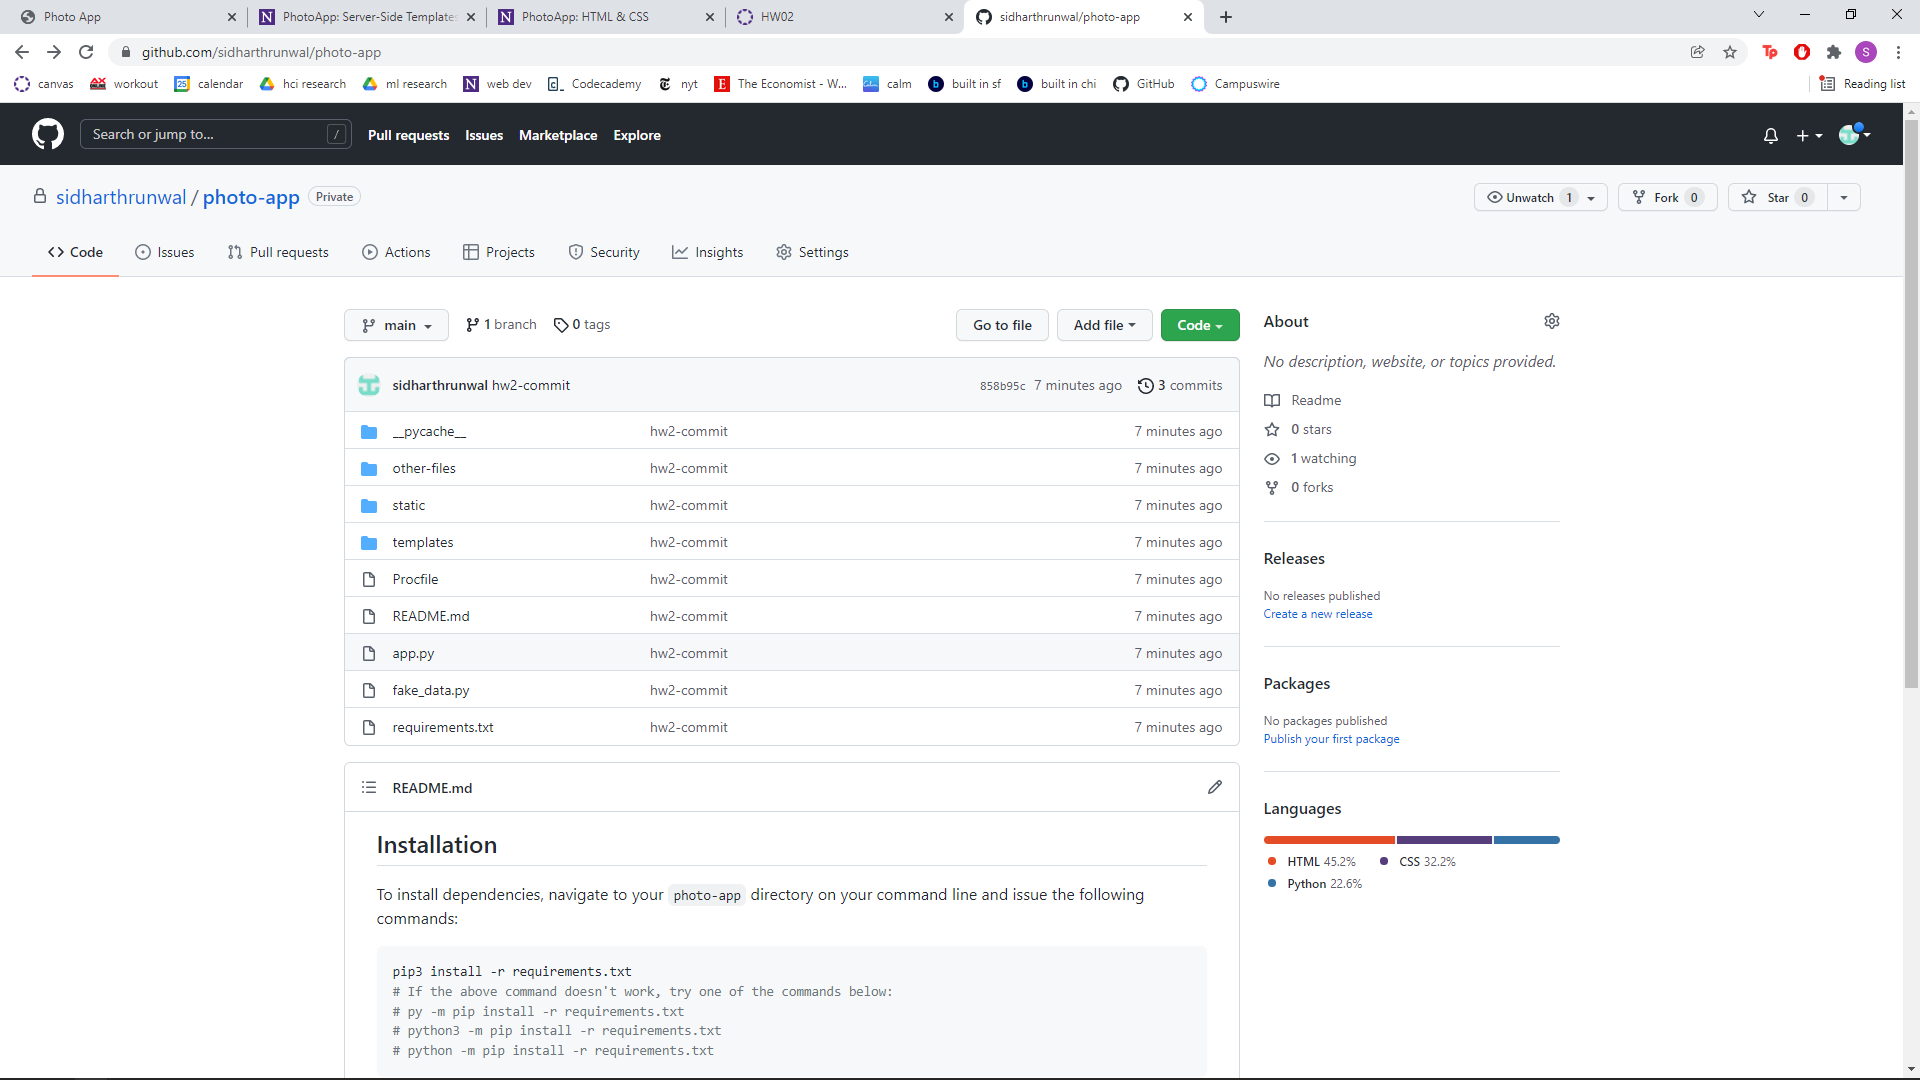 Photo App
PhotoApp: Server-Side Templates
PhotoApp: HTML & CSS
HW02
sidharthrunwal/photo-app
github.com/sidharthrunwal/photo-app
S
canvas
workout
calendar
hci research
ml research
web dev
Codecademy
nyt
The Economist - W...
calm
built in sf
built in chi
GitHub
Campuswire
Reading list
Search or jump to... /
Pull requests Issues Marketplace Explore
sidharthrunwal / photo-app Private
Unwatch 1
Fork 0
Star 0
Code Issues Pull requests Actions Projects Security Insights Settings
main 1 branch 0 tags
Go to file Add file Code
sidharthrunwal hw2-commit 858b95c 7 minutes ago 3 commits
__pycache__ hw2-commit 7 minutes ago
other-files hw2-commit 7 minutes ago
static hw2-commit 7 minutes ago
templates hw2-commit 7 minutes ago
Procfile hw2-commit 7 minutes ago
README.md hw2-commit 7 minutes ago
app.py hw2-commit 7 minutes ago
fake_data.py hw2-commit 7 minutes ago
requirements.txt hw2-commit 7 minutes ago
README.md
Installation
To install dependencies, navigate to your photo-app directory on your command line and issue the following
commands:
pip3 install -r requirements.txt
# If the above command doesn't work, try one of the commands below:
# py -m pip install -r requirements.txt
# python3 -m pip install -r requirements.txt
# python -m pip install -r requirements.txt
About
No description, website, or topics provided.
Readme
0 stars
1 watching
0 forks
Releases
No releases published
Create a new release
Packages
No packages published
Publish your first package
Languages
HTML 45.2% CSS 32.2%
Python 22.6%